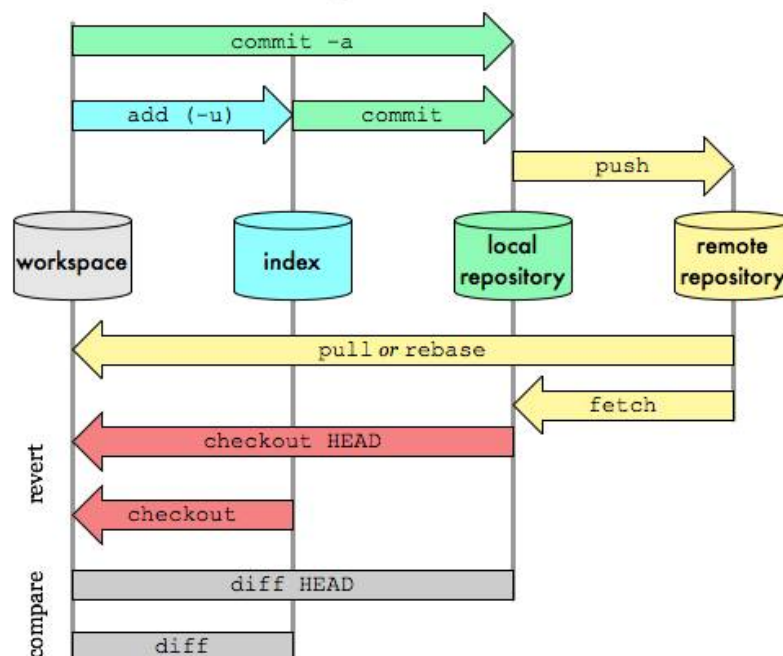 commit -a
add (-u)
commit
push
workspace
index
local
repository
remote
repository
pull or rebase
fetch
revert
checkout HEAD
checkout
compare
diff HEAD
diff